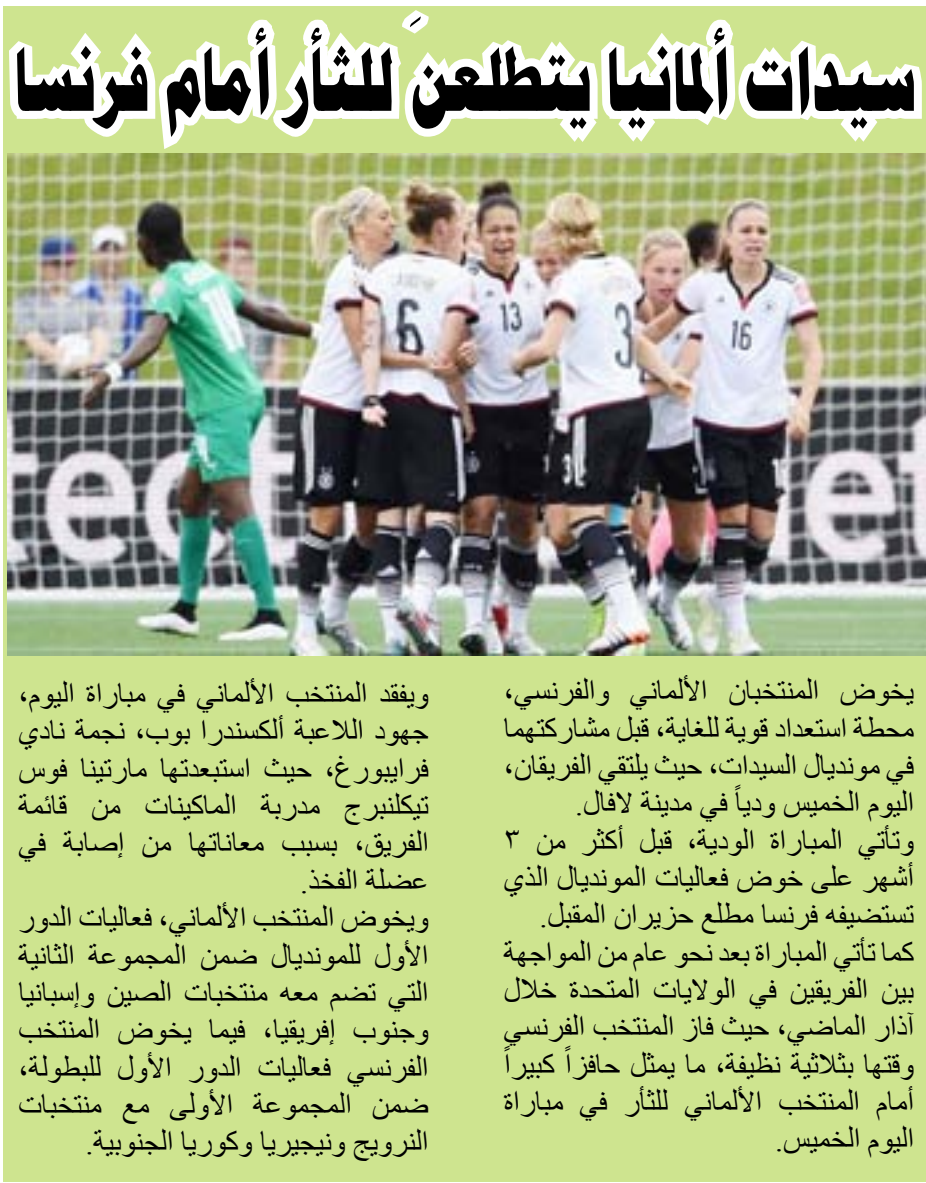 سيدات ألمانيا يتطلعنَ للثأر أمام فرنسا
6
13
3
16
3
tect
et
يخوض المنتخبان الألماني والفرنسي،
محطة استعداد قوية للغاية، قبل مشاركتهما
في مونديال السيدات، حيث يلتقي الفريقان،
اليوم الخميس ودياً في مدينة لافال.
وتأتي المباراة الودية، قبل أكثر من ٣
أشهر على خوض فعاليات المونديال الذي
تستضيفه فرنسا مطلع حزيران المقبل.
كما تأتي المباراة بعد نحو عام من المواجهة
بين الفريقين في الولايات المتحدة خلال
آذار الماضي، حيث فاز المنتخب الفرنسي
وقتها بثلاثية نظيفة، ما يمثل حافزاً كبيراً
أمام المنتخب الألماني للثأر في مباراة
اليوم الخميس.
ويفقد المنتخب الألماني في مباراة اليوم،
جهود اللاعبة ألكسندرا بوب، نجمة نادي
فرايبورغ، حيث استبعدتها مارتينا فوس
تيكلنبرج مدربة الماكينات من قائمة
الفريق، بسبب معاناتها من إصابة في
عضلة الفخذ.
ويخوض المنتخب الألماني، فعاليات الدور
الأول للمونديال ضمن المجموعة الثانية
التي تضم معه منتخبات الصين وإسبانيا
وجنوب إفريقيا، فيما يخوض المنتخب
الفرنسي فعاليات الدور الأول للبطولة،
ضمن المجموعة الأولى مع منتخبات
النرويج ونيجيريا وكوريا الجنوبية.